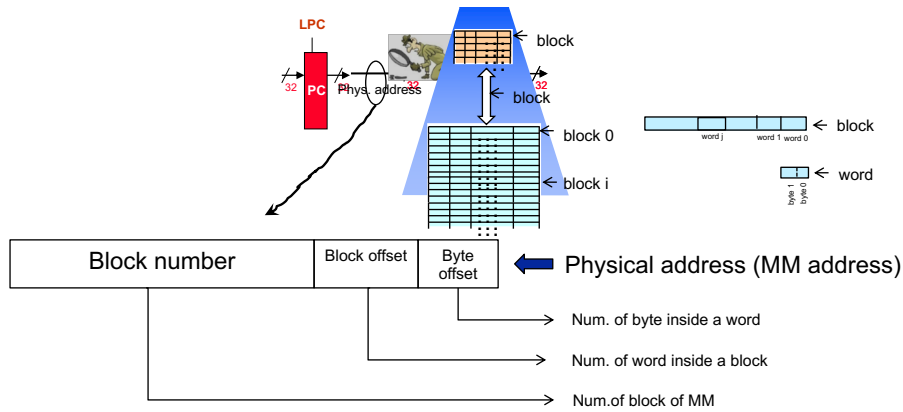 LPC
block
32
PC
32
Phys. address
32
32
block
block 0
block
word j
word 1
word 0
block i
word
byte 1
byte 0
Block number
Block offset
Byte offset
Physical address (MM address)
Num. of byte inside a word
Num. of word inside a block
Num.of block of MM